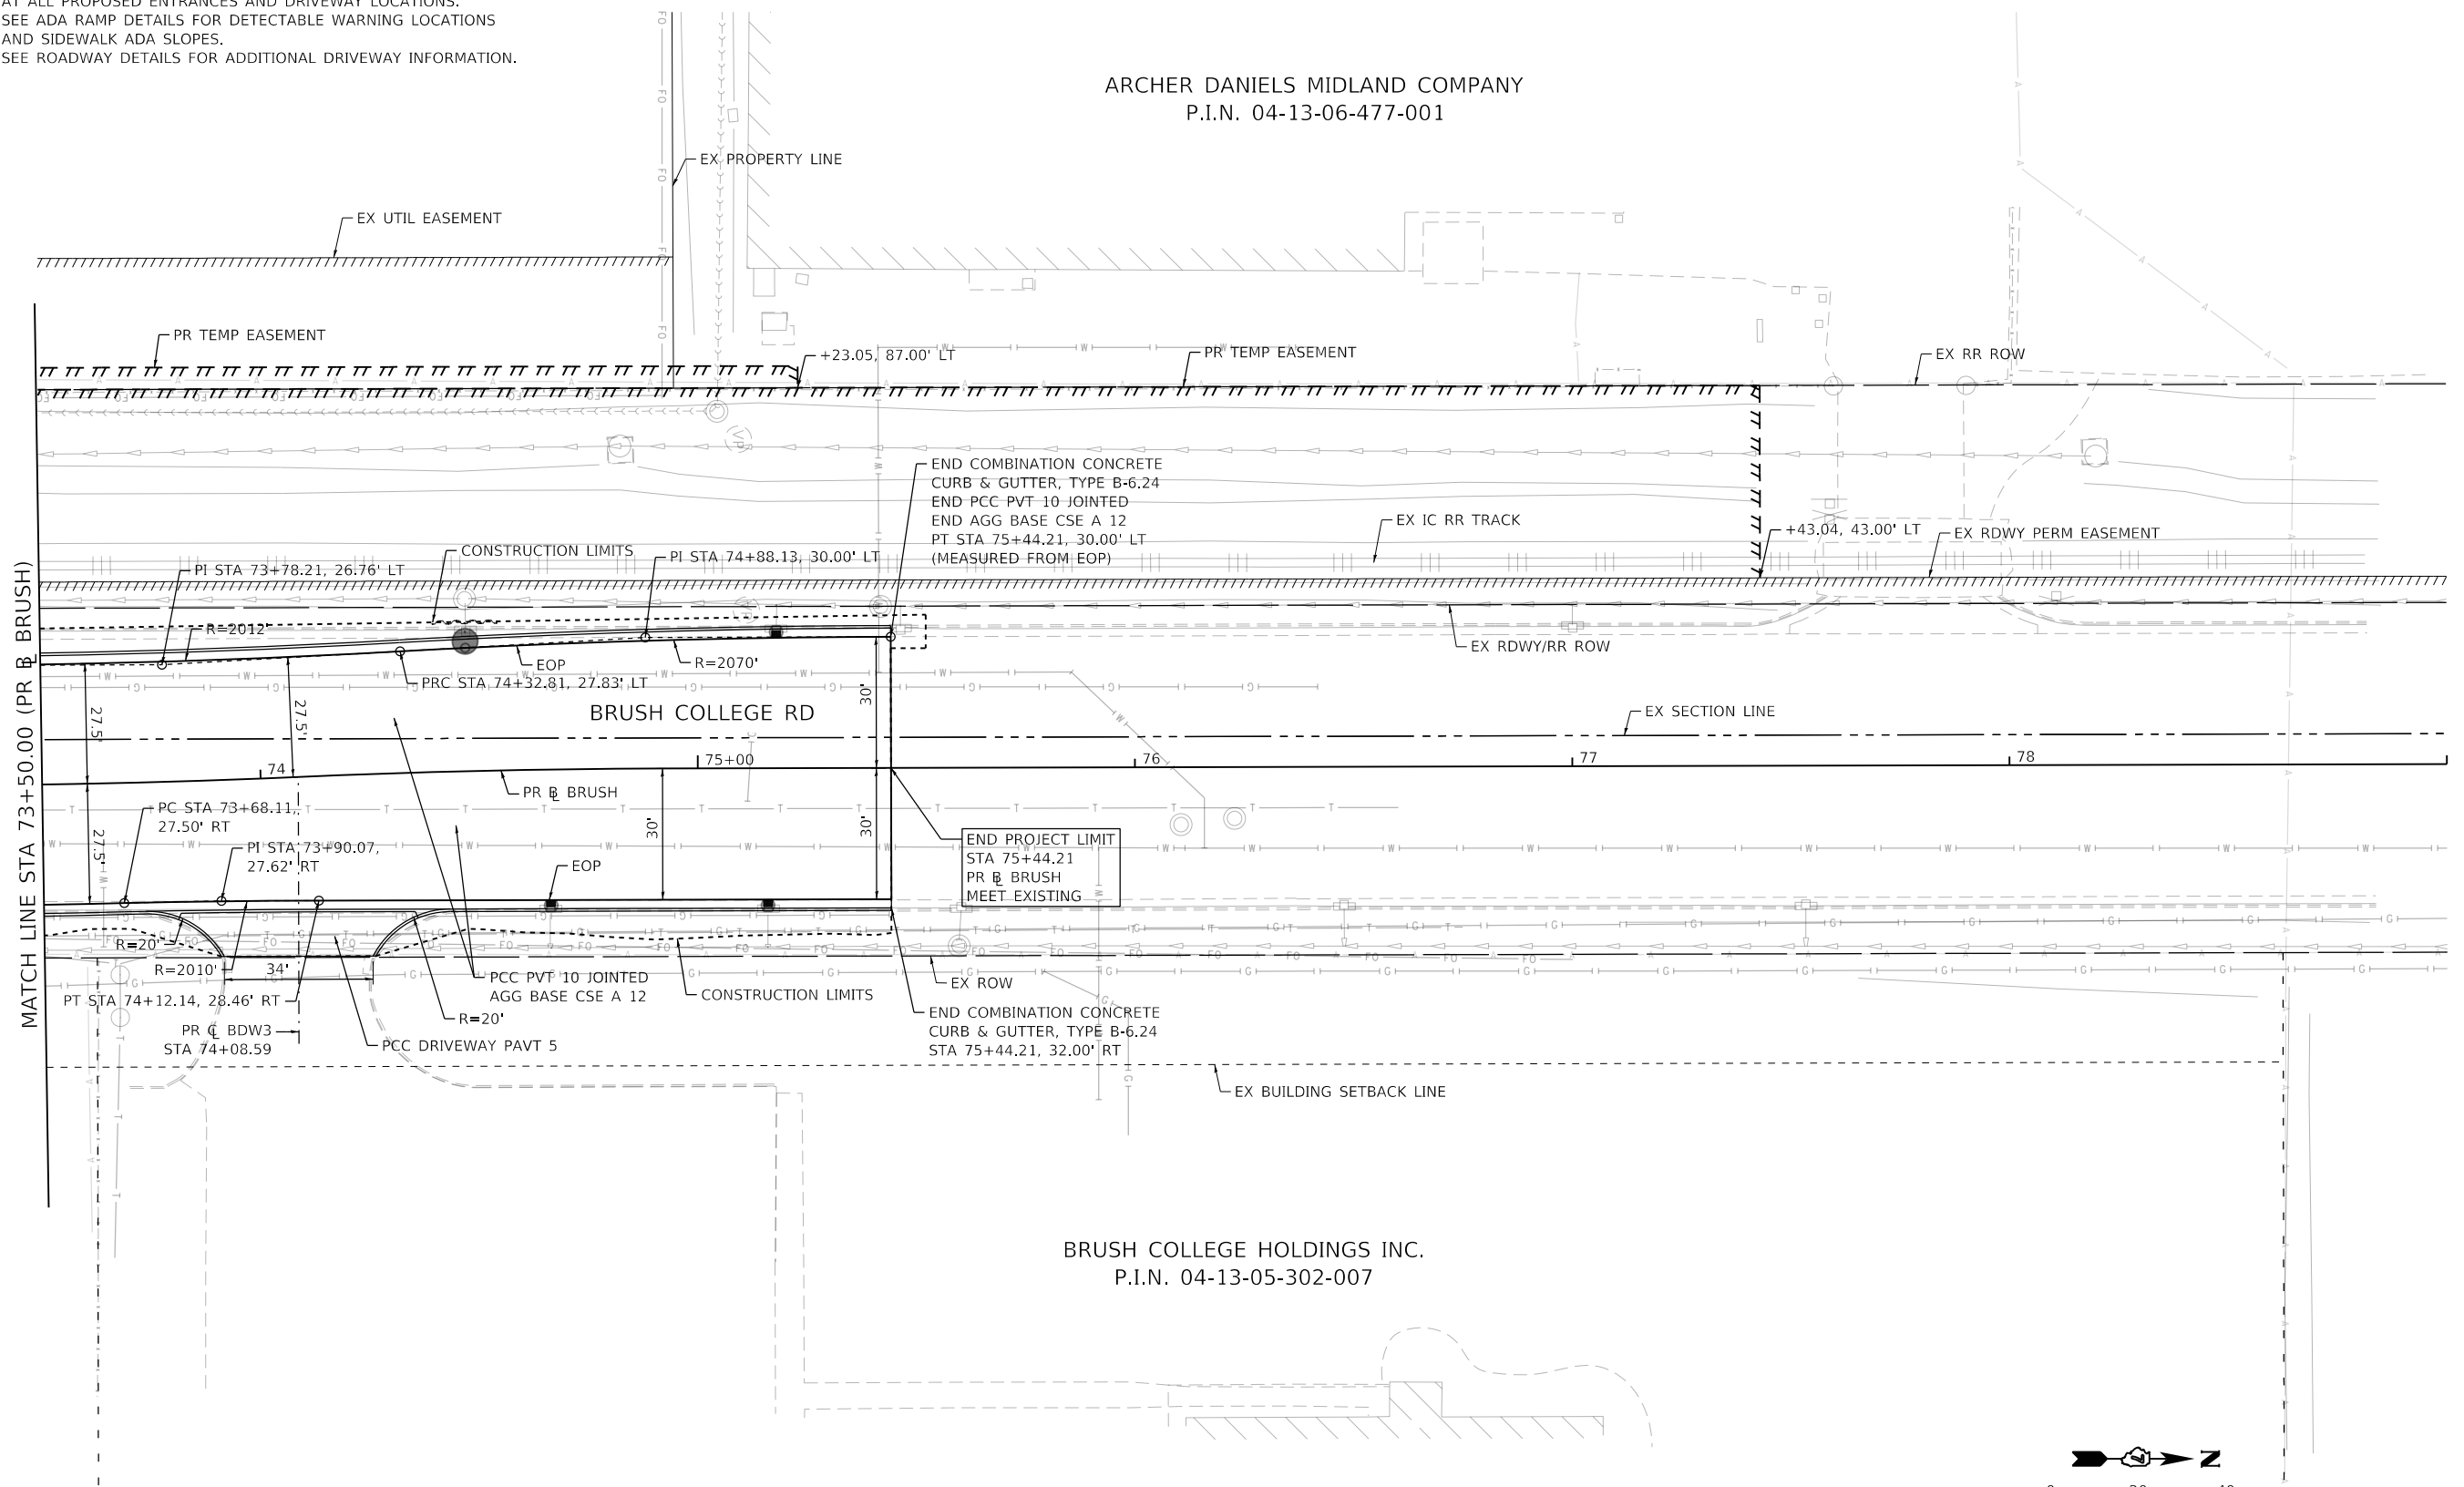 AT ALL PROPOSED ENTRANCES AND DRIVEWAY LOCATIONS.
SEE ADA RAMP DETAILS FOR DETECTABLE WARNING LOCATIONS
AND SIDEWALK ADA SLOPES.
SEE ROADWAY DETAILS FOR ADDITIONAL DRIVEWAY INFORMATION.
ARCHER DANIELS MIDLAND COMPANY
P.I.N. 04-13-06-477-001
EX PROPERTY LINE
EX UTIL EASEMENT
PR TEMP EASEMENT
+23.05, 87.00' LT
PR TEMP EASEMENT
EX RR ROW
END COMBINATION CONCRETE
CURB & GUTTER, TYPE B-6.24
END PCC PVT 10 JOINTED
END AGG BASE CSE A 12
PT STA 75+44.21, 30.00' LT
(MEASURED FROM EOP)
EX IC RR TRACK
+43.04, 43.00' LT
EX RDWY PERM EASEMENT
CONSTRUCTION LIMITS
PI STA 74+88.13, 30.00' LT
PI STA 73+78.21, 26.76' LT
R=2012'
EOP
R=2070'
EX RDWY/RR ROW
PRC STA 74+32.81, 27.83' LT
MATCH LINE STA 73+50.00 (PR BL BRUSH)
27.5'
27.5'
30'
BRUSH COLLEGE RD
EX SECTION LINE
74
75+00
76
77
78
PR BL BRUSH
PC STA 73+68.11,
27.50' RT
27.5'
PI STA 73+90.07,
27.62' RT
30'
30'
EOP
END PROJECT LIMIT
STA 75+44.21
PR BL BRUSH
MEET EXISTING
R=20'
R=2010'
34'
PCC PVT 10 JOINTED
AGG BASE CSE A 12
CONSTRUCTION LIMITS
EX ROW
PT STA 74+12.14, 28.46' RT
R=20'
PR CL BDW3
STA 74+08.59
PCC DRIVEWAY PAVT 5
END COMBINATION CONCRETE
CURB & GUTTER, TYPE B-6.24
STA 75+44.21, 32.00' RT
EX BUILDING SETBACK LINE
BRUSH COLLEGE HOLDINGS INC.
P.I.N. 04-13-05-302-007
N